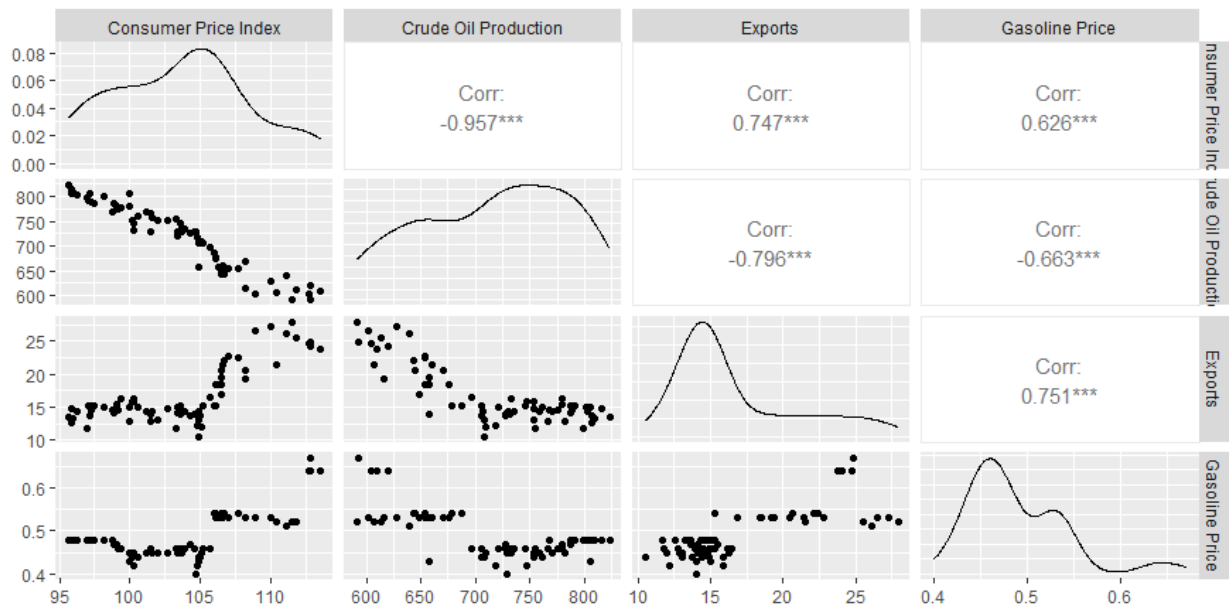 Consumer Price Index
Crude Oil Production
Exports
Gasoline Price
0.08
0.06
0.04
0.02
0.00
Corr:
-0.957***
Corr:
0.747***
Corr:
0.626***
nsumer Price Inc
800
750
700
650
600
Corr:
-0.796***
Corr:
-0.663***
ude Oil Producti
25
20
15
10
Corr:
0.751***
Exports
0.6
0.5
0.4
Gasoline Price
95
100
105
110
600
650
700
750
800
10
15
20
25
0.4
0.5
0.6